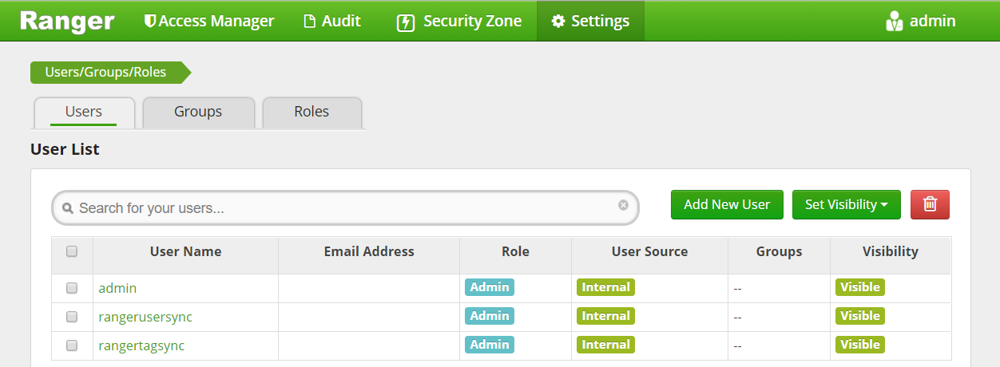 Ranger Access Manager Audit Security Zone Settings admin
Users/Groups/Roles
Users Groups Roles
User List
Search for your users... Add New User Set Visibility
User Name Email Address Role User Source Groups Visibility
admin Admin Internal -- Visible
rangerusersync Admin Internal -- Visible
rangertagsync Admin Internal -- Visible